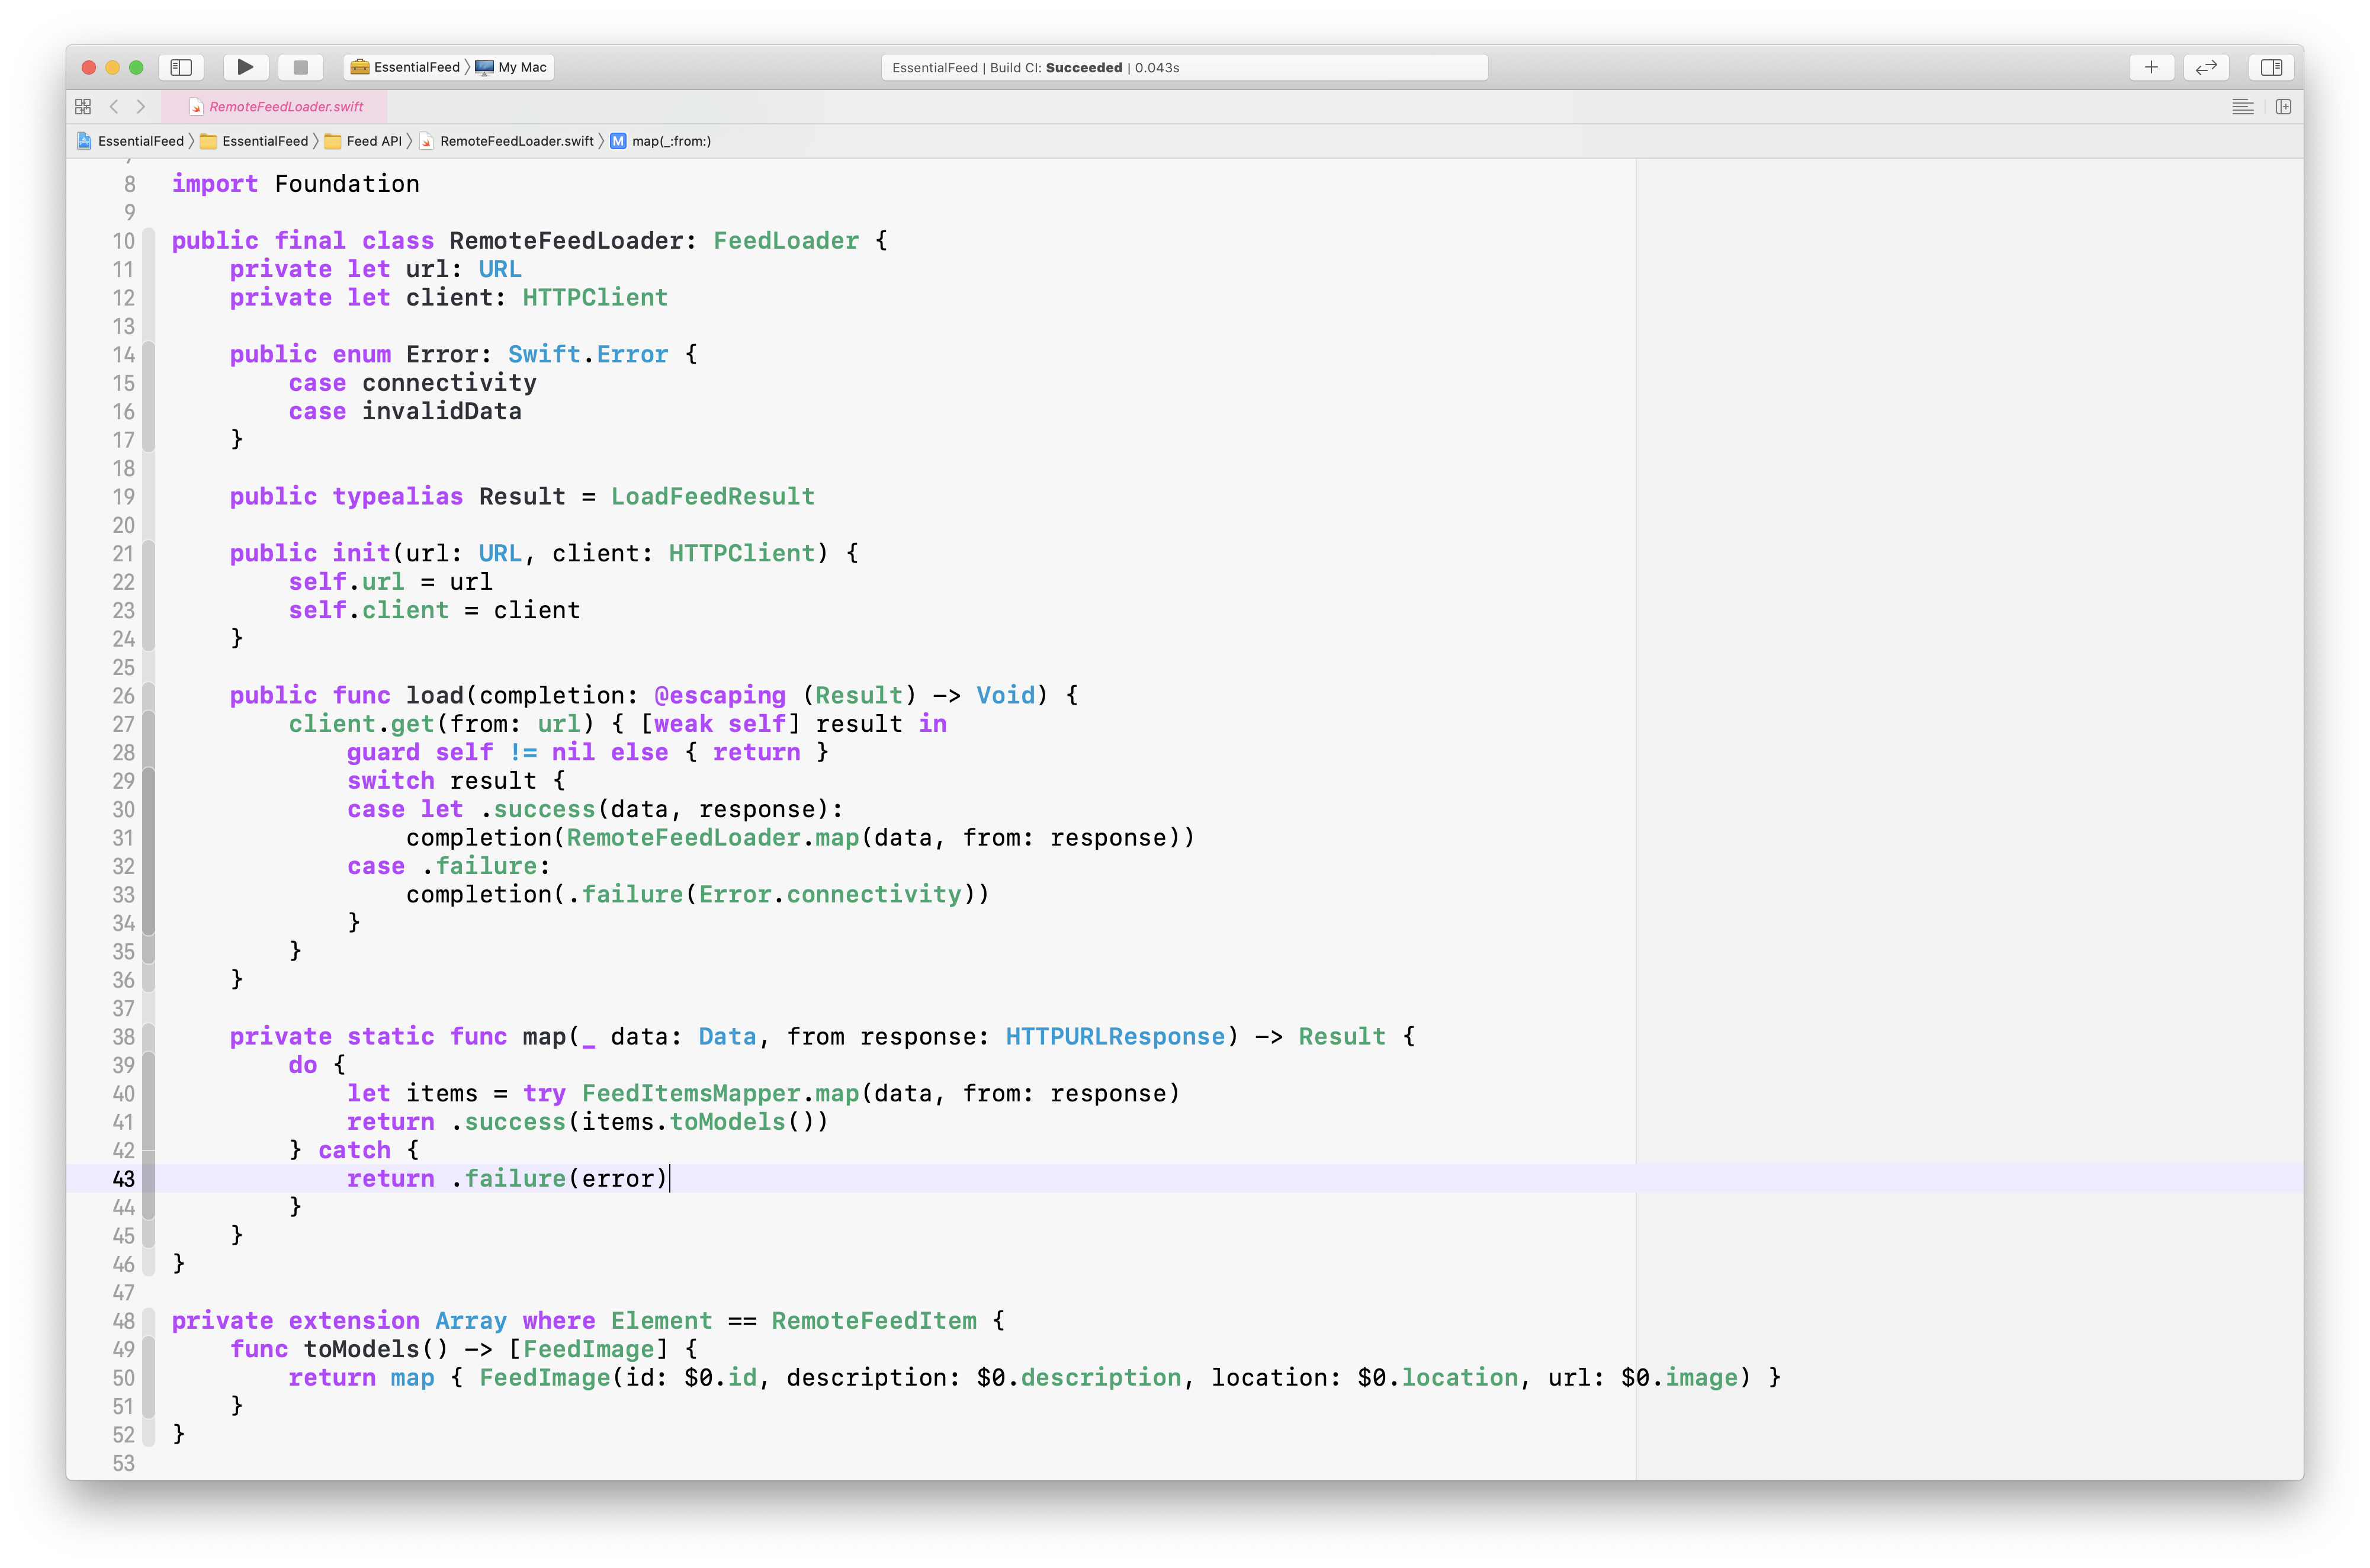 EssentialFeed My Mac
EssentialFeed | Build CI: Succeeded | 0.043s
RemoteFeedLoader.swift
EssentialFeed EssentialFeed Feed API RemoteFeedLoader.swift M map(_:from:)
8 import Foundation
9
10 public final class RemoteFeedLoader: FeedLoader {
11 private let url: URL
12 private let client: HTTPClient
13
14 public enum Error: Swift.Error {
15 case connectivity
16 case invalidData
17 }
18
19 public typealias Result = LoadFeedResult
20
21 public init(url: URL, client: HTTPClient) {
22 self.url = url
23 self.client = client
24 }
25
26 public func load(completion: @escaping (Result) -> Void) {
27 client.get(from: url) { [weak self] result in
28 guard self != nil else { return }
29 switch result {
30 case let .success(data, response):
31 completion(RemoteFeedLoader.map(data, from: response))
32 case .failure:
33 completion(.failure(Error.connectivity))
34 }
35 }
36 }
37
38 private static func map(_ data: Data, from response: HTTPURLResponse) -> Result {
39 do {
40 let items = try FeedItemsMapper.map(data, from: response)
41 return .success(items.toModels())
42 } catch {
43 return .failure(error)
44 }
45 }
46 }
47
48 private extension Array where Element == RemoteFeedItem {
49 func toModels() -> [FeedImage] {
50 return map { FeedImage(id: $0.id, description: $0.description, location: $0.location, url: $0.image) }
51 }
52 }
53